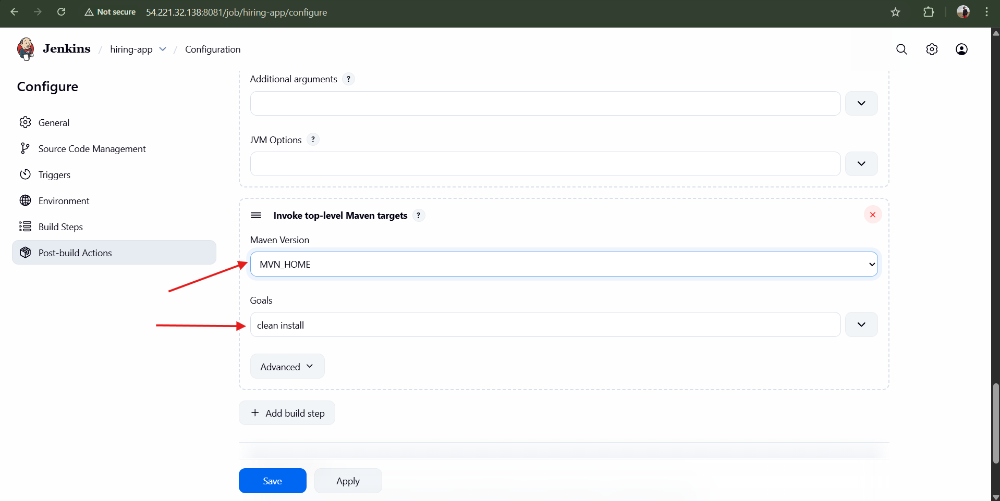 Not secure 54.221.32.138:8081/job/hiring-app/configure
Jenkins / hiring-app / Configuration
Configure
General
Source Code Management
Triggers
Environment
Build Steps
Post-build Actions
Additional arguments ?
JVM Options ?
Invoke top-level Maven targets ?
Maven Version
MVN_HOME
Goals
clean install
Advanced
+ Add build step
Save Apply